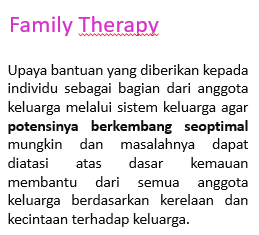 Family Therapy
Upaya bantuan yang diberikan kepada
individu sebagai bagian dari anggota
keluarga melalui sistem keluarga agar
potensinya berkembang seoptimal
mungkin dan masalahnya dapat
diatasi atas dasar kemauan
membantu dari semua anggota
keluarga berdasarkan kerelaan dan
kecintaan terhadap keluarga.